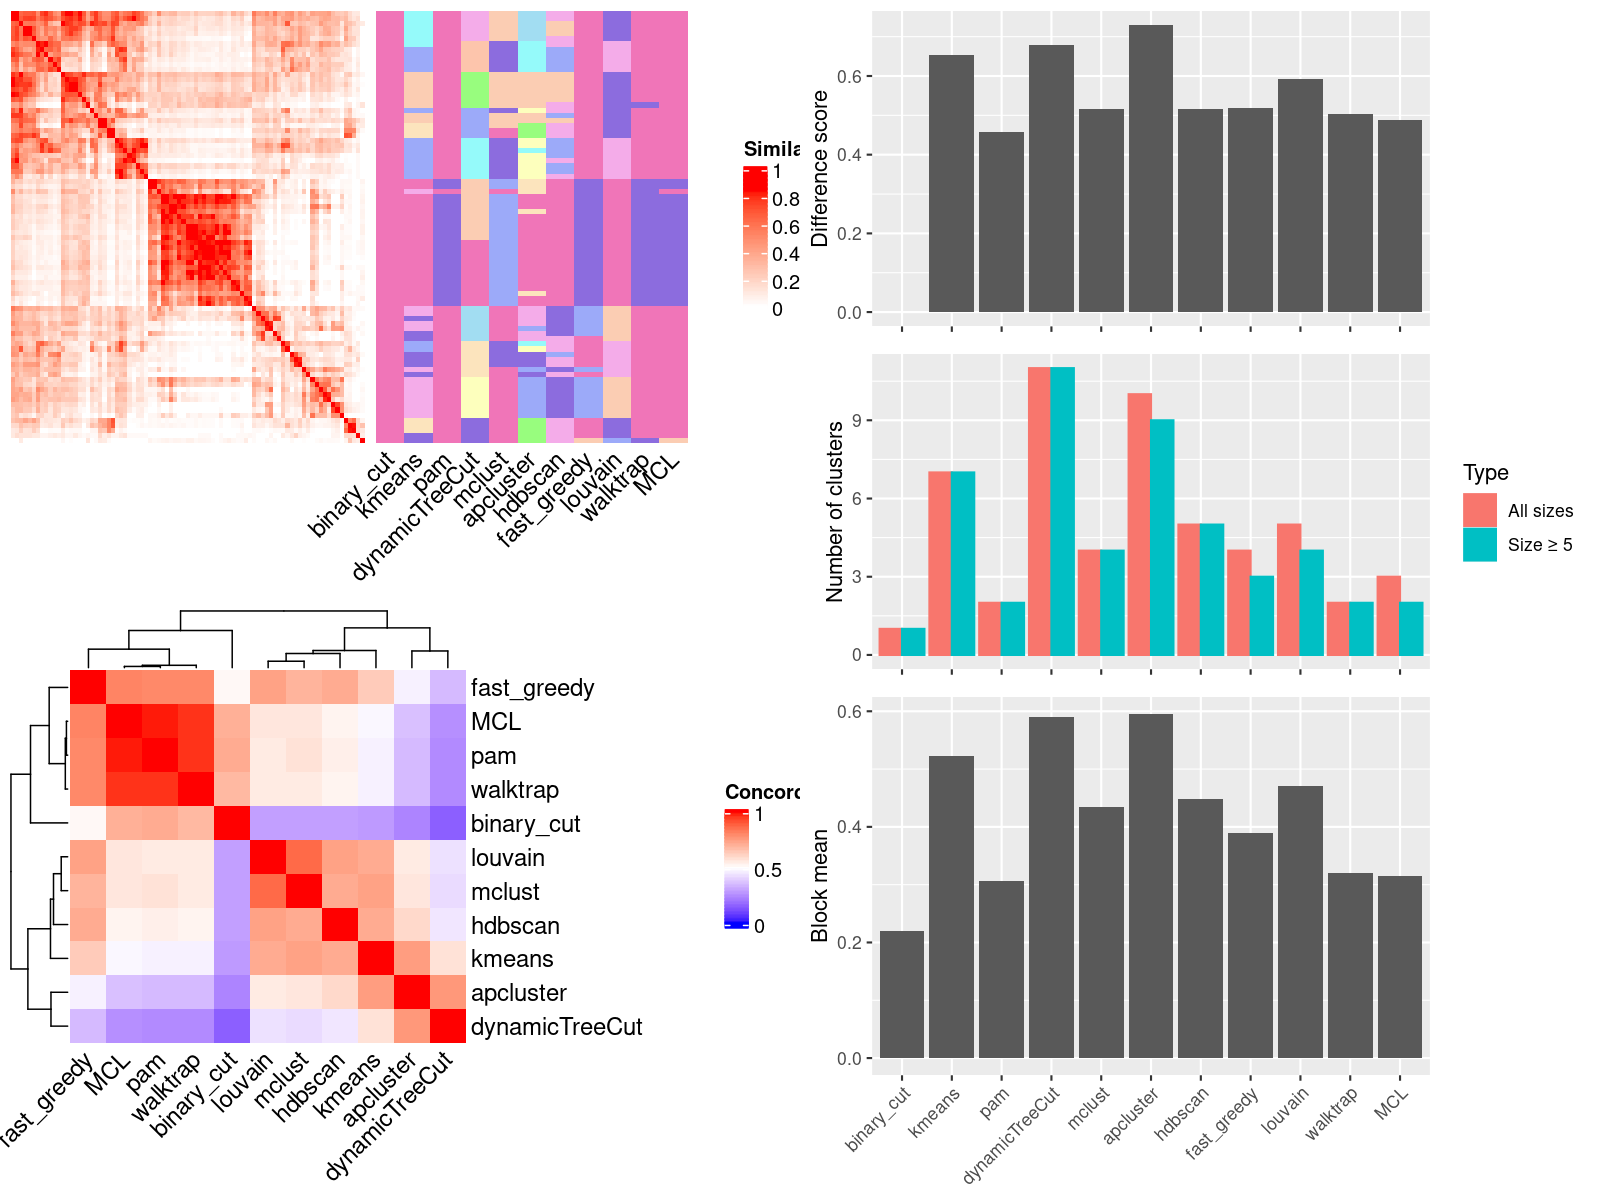 binary_cut
kmeans
pam
dynamicTreeCut
mclust
apcluster
hdbscan
fast_greedy
louvain
walktrap
MCL
Simila
1
0.8
0.6
0.4
0.2
0
Difference score
0.6
0.4
0.2
0.0
Number of clusters
9
6
3
0
Type
All sizes
Size ≥ 5
fast_greedy
MCL
pam
walktrap
binary_cut
louvain
mclust
hdbscan
kmeans
apcluster
dynamicTreeCut
fast_greedy
MCL
pam
walktrap
binary_cut
louvain
mclust
hdbscan
kmeans
apcluster
dynamicTreeCut
Concord
1
0.5
0
Block mean
0.6
0.4
0.2
0.0
binary_cut
kmeans
pam
dynamicTreeCut
mclust
apcluster
hdbscan
fast_greedy
louvain
walktrap
MCL